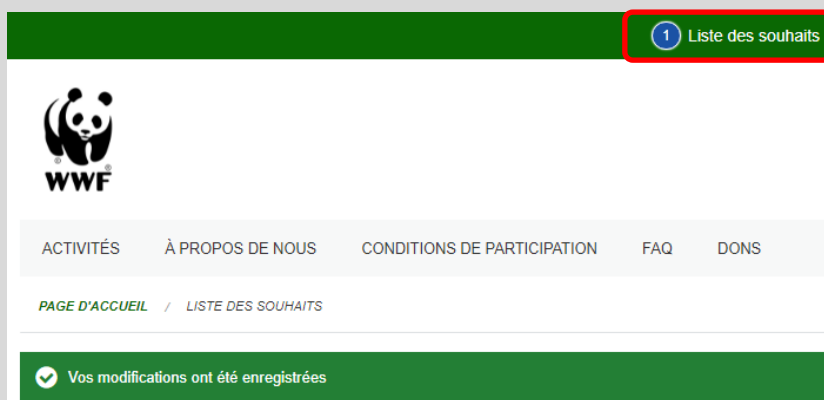 1 Liste des souhaits
WWF
ACTIVITÉS À PROPOS DE NOUS CONDITIONS DE PARTICIPATION FAQ DONS
PAGE D'ACCUEIL / LISTE DES SOUHAITS
Vos modifications ont été enregistrées